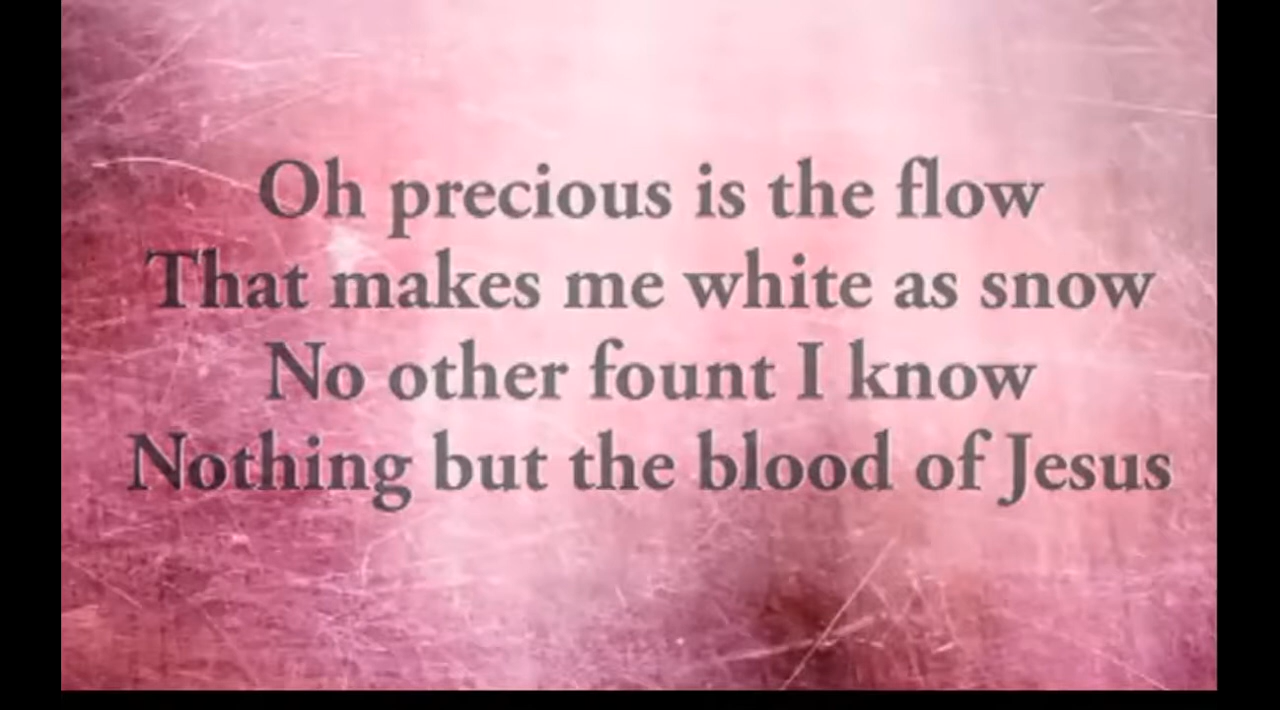 Oh precious is the flow
That makes me white as snow
No other fount I know
Nothing but the blood of Jesus